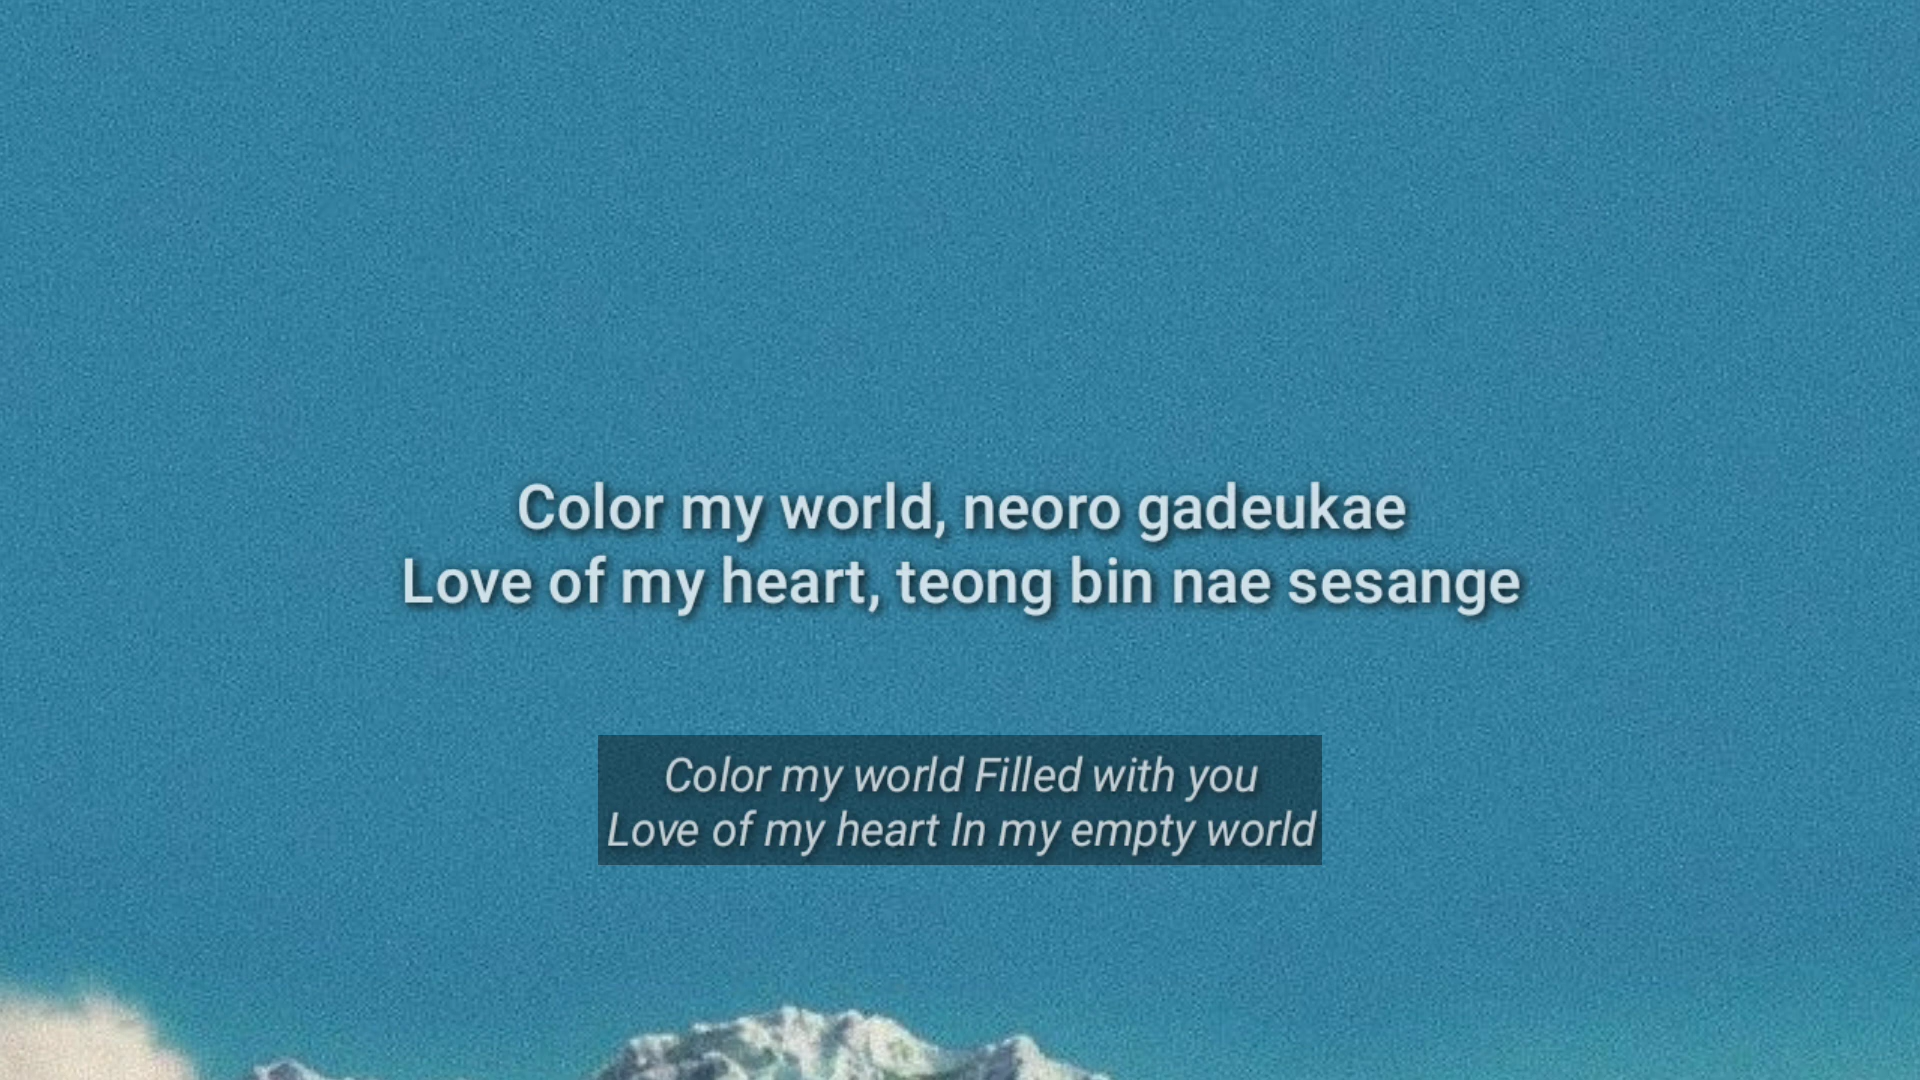 Color my world, neoro gadeukae
Love of my heart, teong bin nae sesange
Color my world Filled with you
Love of my heart In my empty world